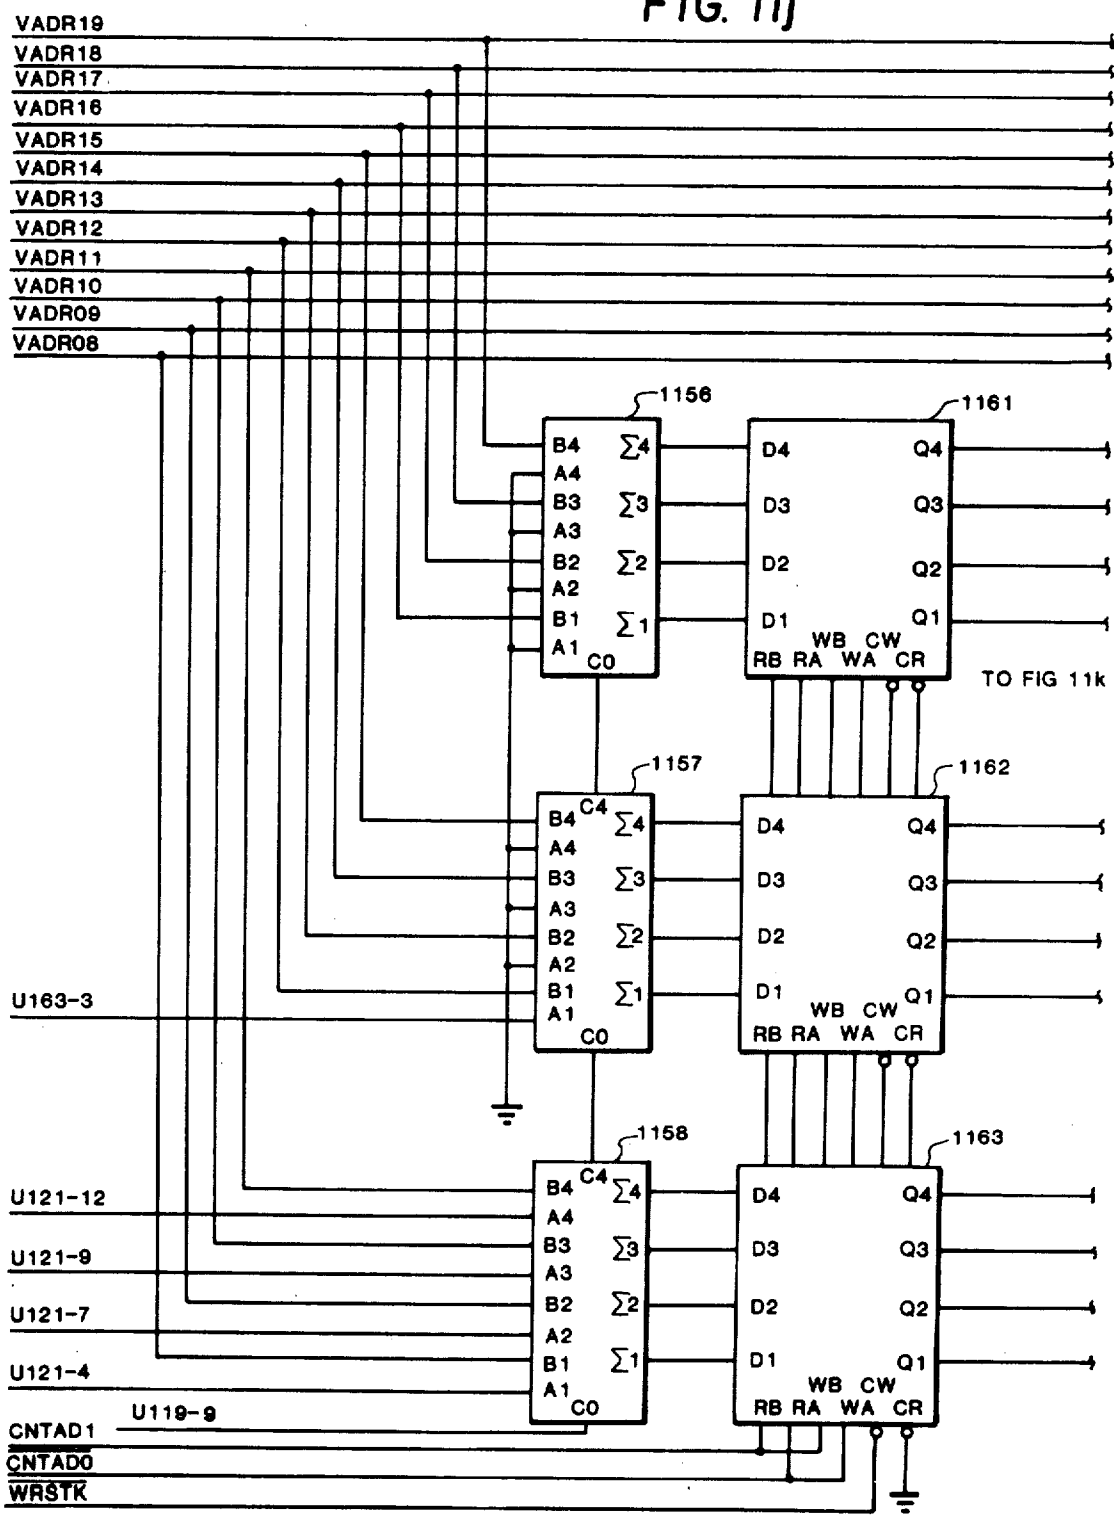 FIG. 11j
VADR19
VADR18
VADR17
VADR16
VADR15
VADR14
VADR13
VADR12
VADR11
VADR10
VADR09
VADR08
1156
1161
B4 Σ4 D4 Q4
A4
B3 Σ3 D3 Q3
A3
B2 Σ2 D2 Q2
A2
B1 Σ1 D1 Q1
A1
C0
WB CW
RB RA WA CR
TO FIG 11k
1157
1162
C4
B4 Σ4 D4 Q4
A4
B3 Σ3 D3 Q3
A3
B2 Σ2 D2 Q2
A2
B1 Σ1 D1 Q1
U163-3
A1
C0
WB CW
RB RA WA CR
1158
1163
C4
B4 Σ4 D4 Q4
U121-12
A4
B3 Σ3 D3 Q3
U121-9
A3
B2 Σ2 D2 Q2
U121-7
A2
B1 Σ1 D1 Q1
U121-4
A1
C0
WB CW
RB RA WA CR
U119-9
CNTAD1
CNTAD0
WRSTK